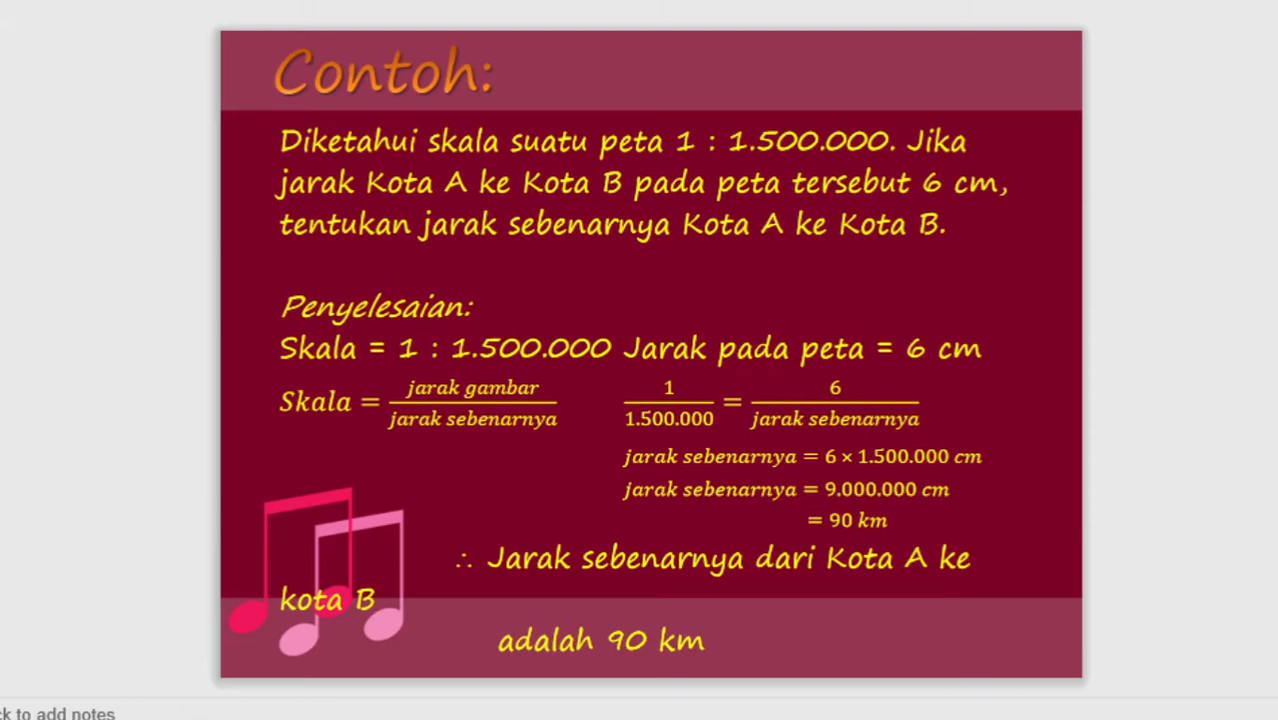 Contoh:
Diketahui skala suatu peta 1 : 1.500.000. Jika
jarak Kota A ke Kota B pada peta tersebut 6 cm,
tentukan jarak sebenarnya Kota A ke Kota B.
Penyelesaian:
Skala = 1 : 1.500.000 Jarak pada peta = 6 cm
Skala = jarak gambar / jarak sebenarnya 1 / 1.500.000 = 6 / jarak sebenarnya
jarak sebenarnya = 6 × 1.500.000 cm
jarak sebenarnya = 9.000.000 cm
= 90 km
∴ Jarak sebenarnya dari Kota A ke
kota B
adalah 90 km
ck to add notes